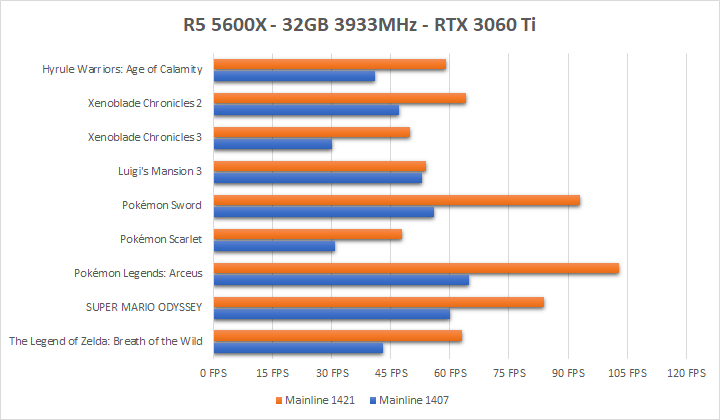 R5 5600X - 32GB 3933MHz - RTX 3060 Ti
Hyrule Warriors: Age of Calamity
Xenoblade Chronicles 2
Xenoblade Chronicles 3
Luigi's Mansion 3
Pokémon Sword
Pokémon Scarlet
Pokémon Legends: Arceus
SUPER MARIO ODYSSEY
The Legend of Zelda: Breath of the Wild
0 FPS 15 FPS 30 FPS 45 FPS 60 FPS 75 FPS 90 FPS 105 FPS 120 FPS
Mainline 1421 Mainline 1407